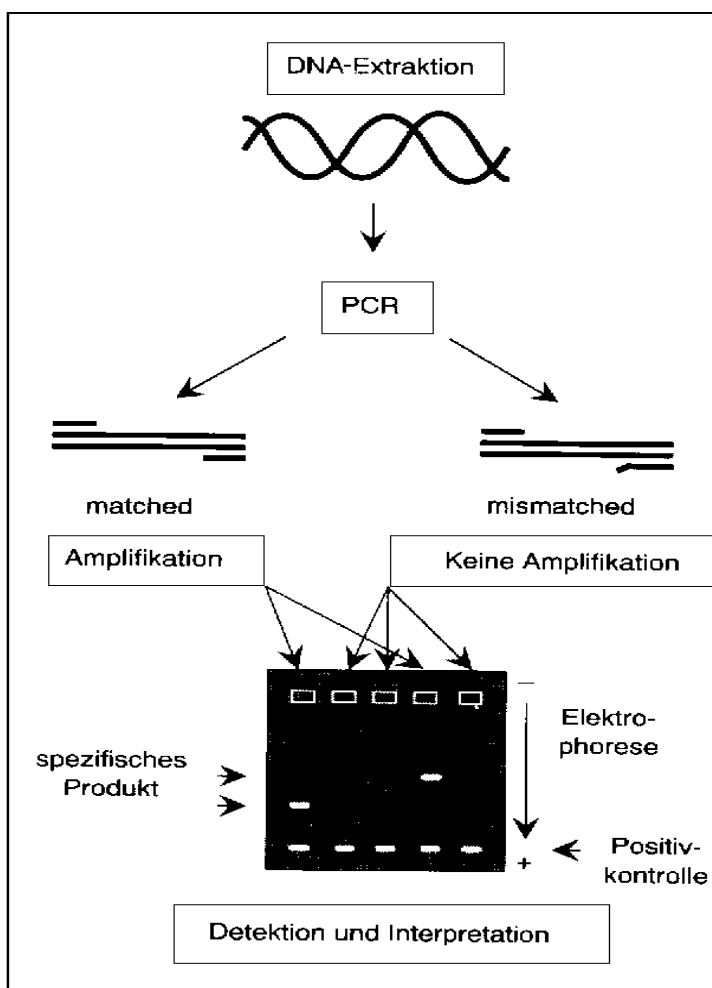 DNA-Extraktion
PCR
matched
mismatched
Amplifikation
Keine Amplifikation
−
Elektro-
phorese
spezifisches
Produkt
+
Positiv-
kontrolle
Detektion und Interpretation